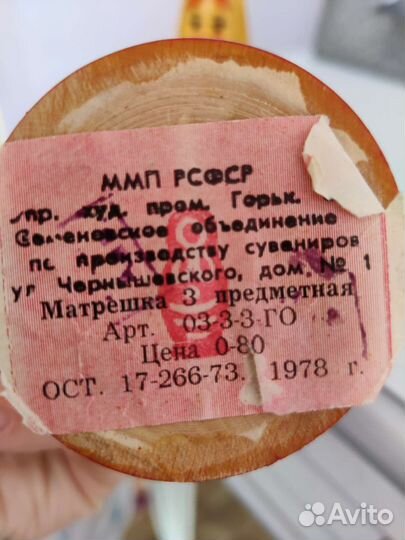 ММП РСФСР
упр. худ. пром. Горьк.
Семеновское объединение
по производству сувениров
ул Чернышевского, дом. № 1
Матрешка 3 предметная
Арт. 03-3-3-ГО
Цена 0-80
ОСТ. 17-266-73. 1978 г.
Avito